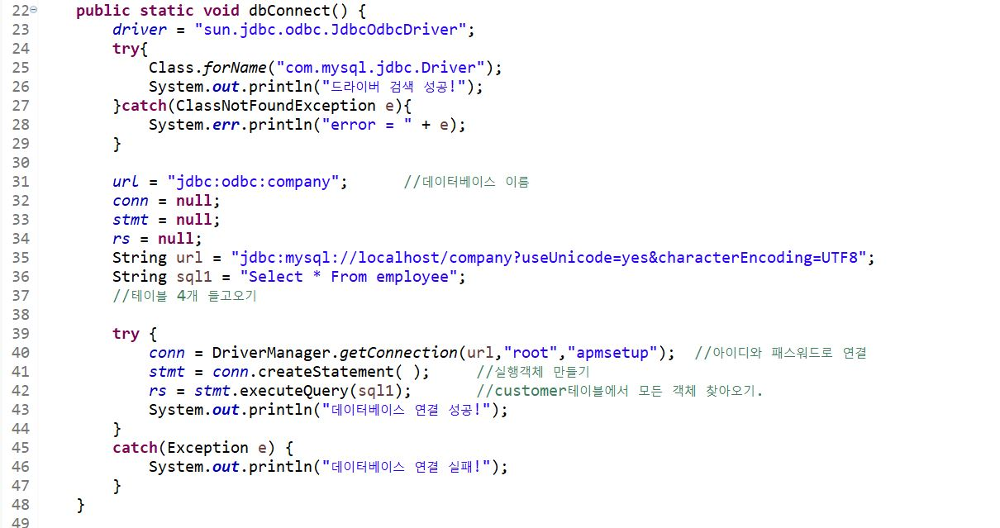 22 public static void dbConnect() {
23 driver = "sun.jdbc.odbc.JdbcOdbcDriver";
24 try{
25 Class.forName("com.mysql.jdbc.Driver");
26 System.out.println("드라이버 검색 성공!");
27 }catch(ClassNotFoundException e){
28 System.err.println("error = " + e);
29 }
30
31 url = "jdbc:odbc:company"; //데이터베이스 이름
32 conn = null;
33 stmt = null;
34 rs = null;
35 String url = "jdbc:mysql://localhost/company?useUnicode=yes&characterEncoding=UTF8";
36 String sql1 = "Select * From employee";
37 //테이블 4개 들고오기
38
39 try {
40 conn = DriverManager.getConnection(url,"root","apmsetup"); //아이디와 패스워드로 연결
41 stmt = conn.createStatement( ); //실행객체 만들기
42 rs = stmt.executeQuery(sql1); //customer테이블에서 모든 객체 찾아오기.
43 System.out.println("데이터베이스 연결 성공!");
44 }
45 catch(Exception e) {
46 System.out.println("데이터베이스 연결 실패!");
47 }
48 }
49